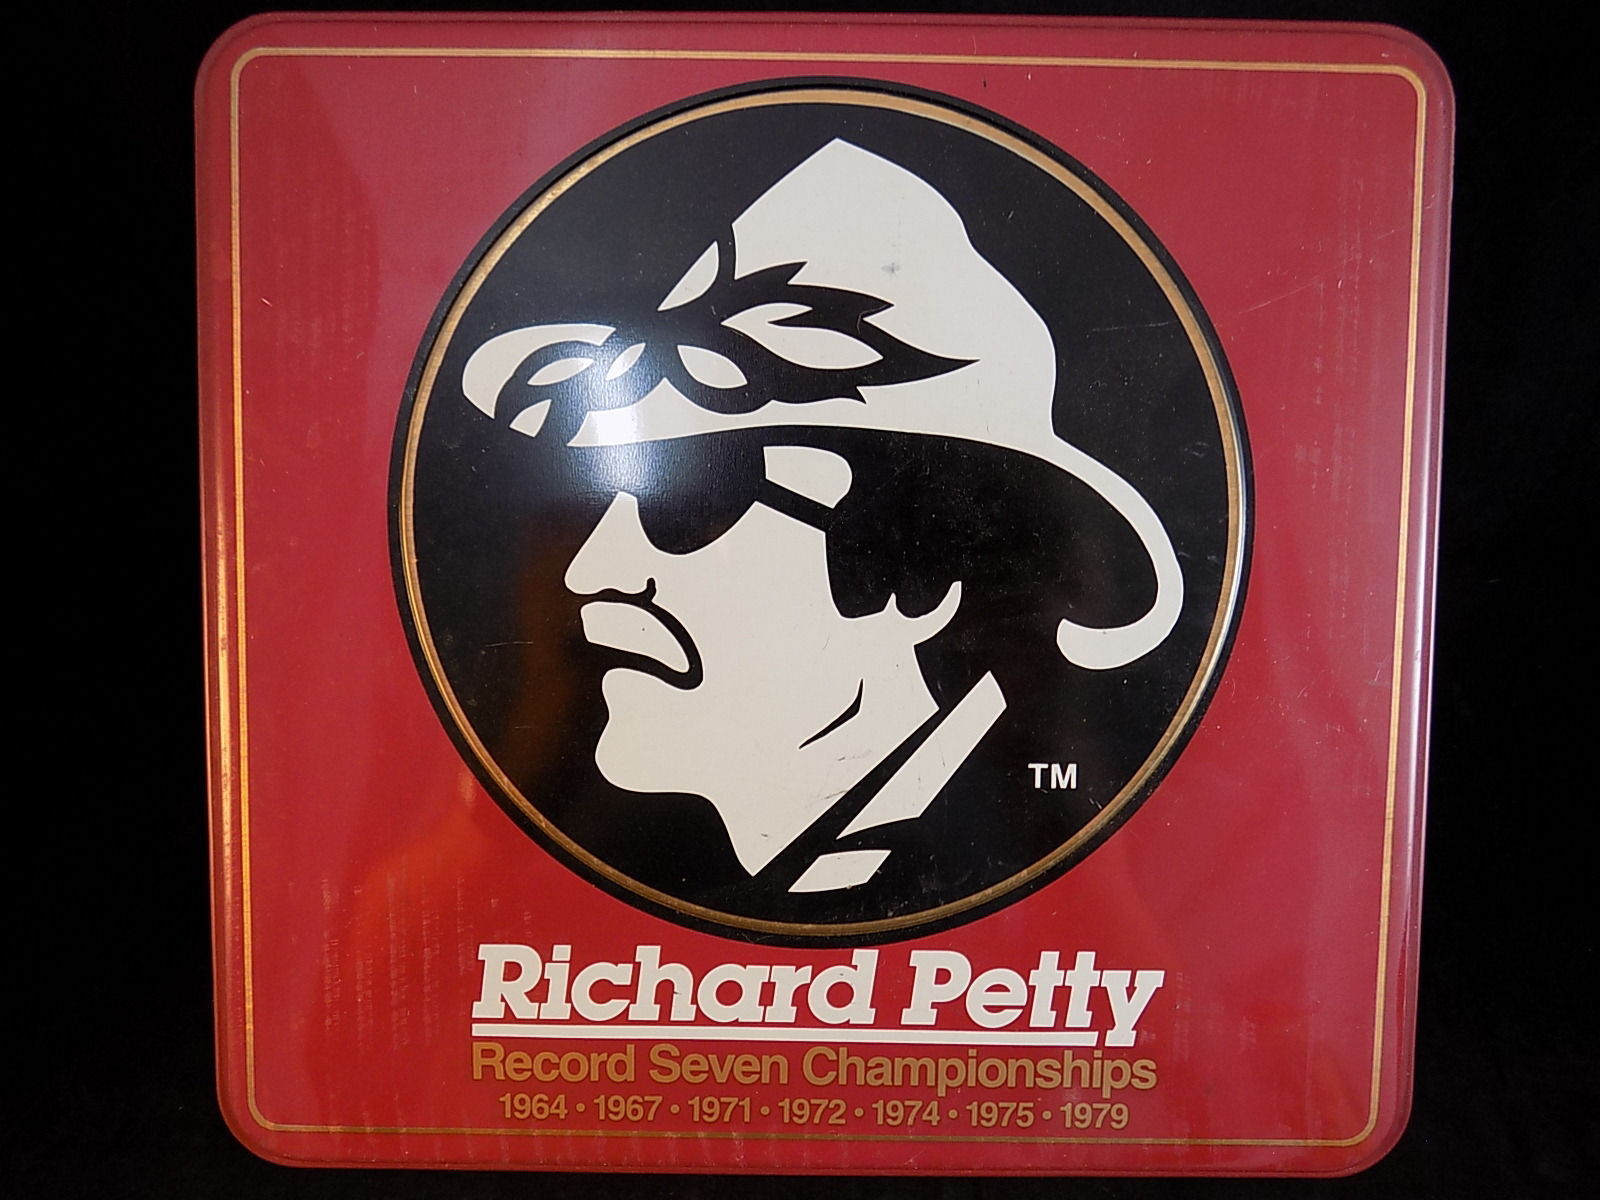 TM
Richard Petty
Record Seven Championships
1964 • 1967 • 1971 • 1972 • 1974 • 1975 • 1979